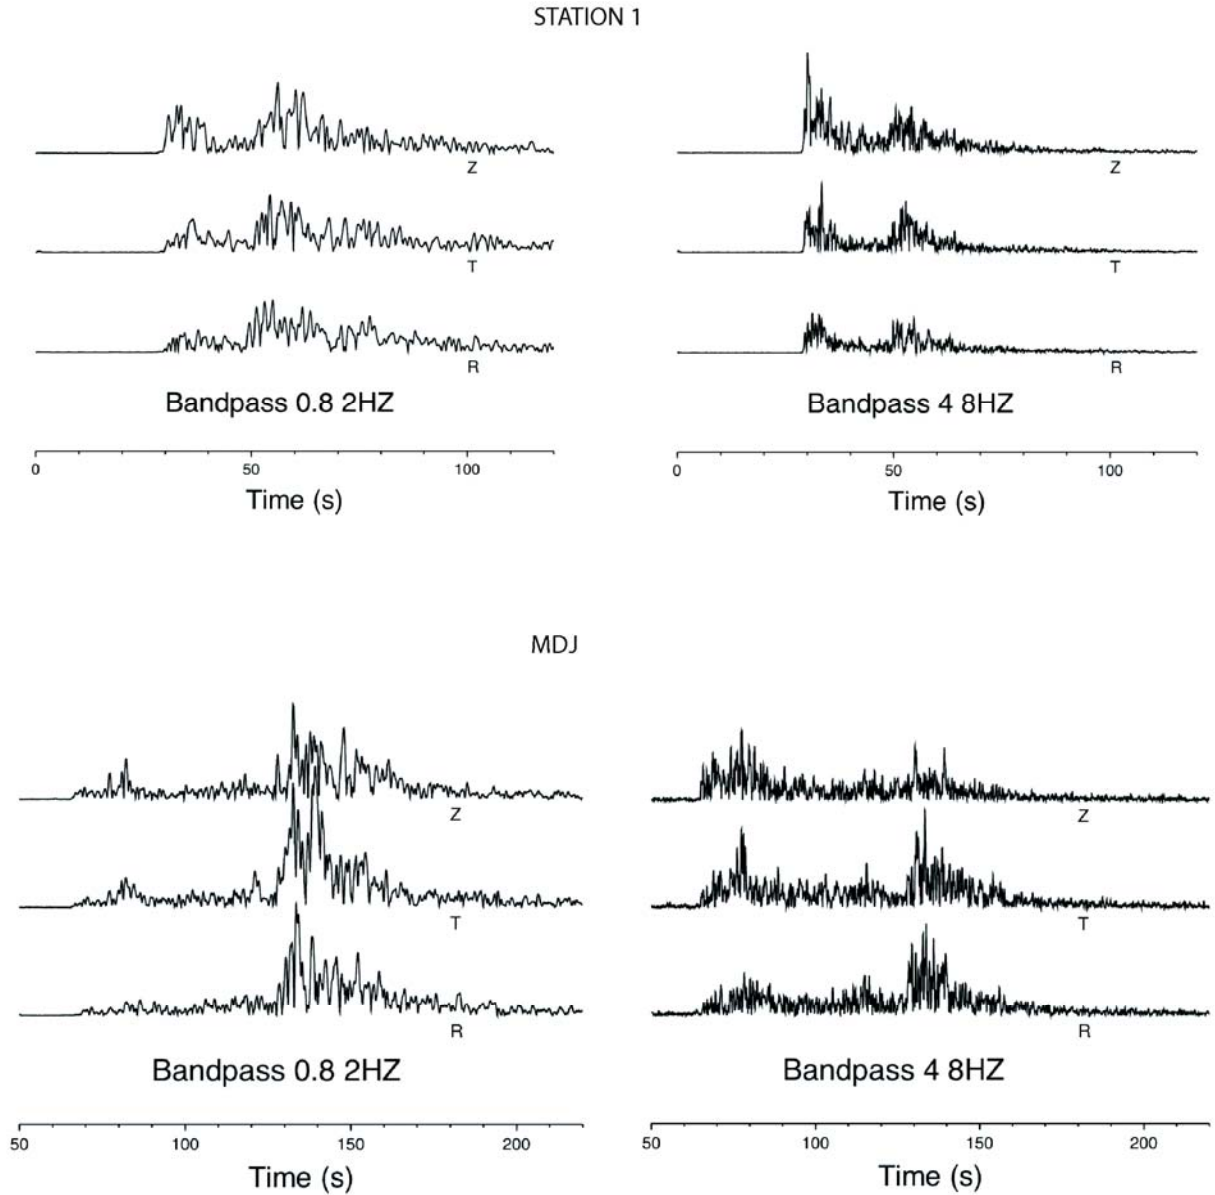 STATION 1
Z Z
T T
R R
Bandpass 0.8 2HZ Bandpass 4 8HZ
0 50 100 0 50 100
Time (s) Time (s)
MDJ
Z Z
T T
R R
Bandpass 0.8 2HZ Bandpass 4 8HZ
50 100 150 200 50 100 150 200
Time (s) Time (s)